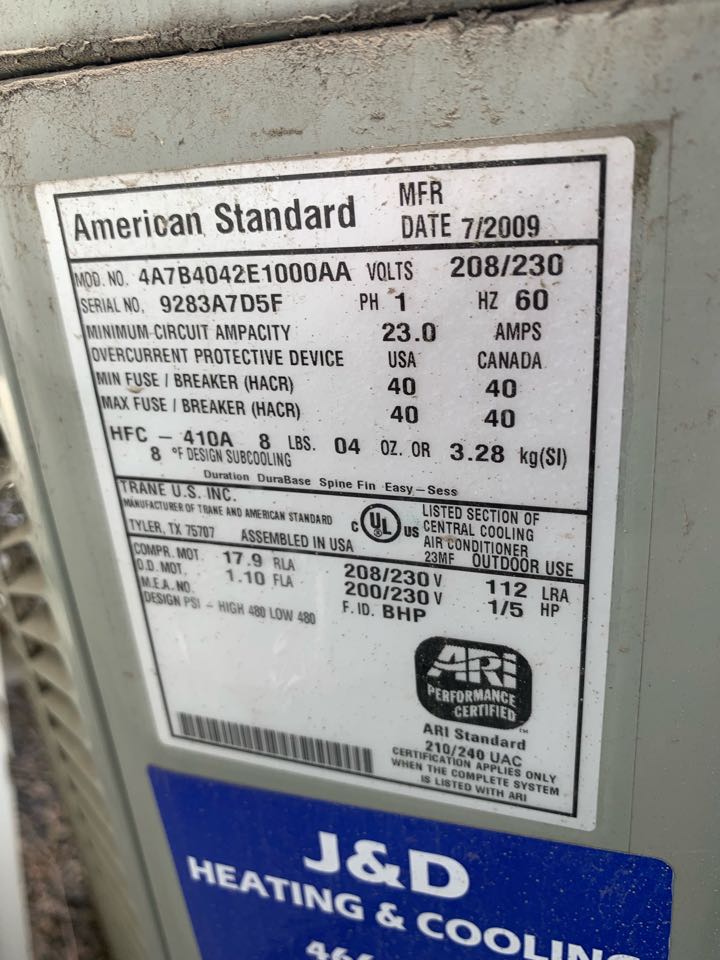 American Standard MFR DATE 7/2009
MOD. NO. 4A7B4042E1000AA VOLTS 208/230
SERIAL NO. 9283A7D5F PH 1 HZ 60
MINIMUM CIRCUIT AMPACITY 23.0 AMPS
OVERCURRENT PROTECTIVE DEVICE USA CANADA
MIN FUSE / BREAKER (HACR) 40 40
MAX FUSE / BREAKER (HACR) 40 40
HFC - 410A 8 LBS. 04 OZ. OR 3.28 kg(SI)
8 °F DESIGN SUBCOOLING
Duration DuraBase Spine Fin Easy-Sess
TRANE U.S. INC.
MANUFACTURER OF TRANE AND AMERICAN STANDARD
TYLER, TX 75707 ASSEMBLED IN USA
C UL US
LISTED SECTION OF
CENTRAL COOLING
AIR CONDITIONER
23MF OUTDOOR USE
COMPR. MOT. 17.9 RLA 208/230 V 112 LRA
O.D. MOT. 1.10 FLA 200/230 V 1/5 HP
M.E.A. NO. F. ID. BHP
DESIGN PSI - HIGH 480 LOW 480
ARI
PERFORMANCE
CERTIFIED TM
ARI Standard
210/240 UAC
CERTIFICATION APPLIES ONLY
WHEN THE COMPLETE SYSTEM
IS LISTED WITH ARI
J&D
HEATING & COOLING